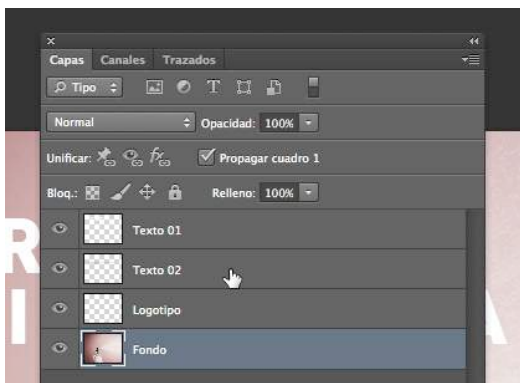 Capas Canales Trazados
Tipo
Normal Opacidad: 100%
Unificar: Propagar cuadro 1
Bloq.: Relleno: 100%
Texto 01
Texto 02
Logotipo
Fondo